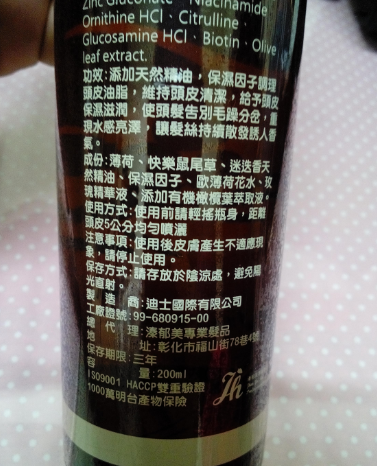 Zinc Gluconate、Niacinamide
Ornithine HCl、Citrulline、
Glucosamine HCl、Biotin、Olive
leaf extract.
功效:添加天然精油，保濕因子調理
頭皮油脂，維持頭皮清潔，給予頭皮
保濕滋潤，使頭髮告別毛躁分岔，重
現水感亮澤，讓髮絲持續散發誘人香
氣。
成份:薄荷、快樂鼠尾草、迷迭香天
然精油、保濕因子、歐薄荷花水、玫
瑰精華液、添加有機橄欖葉萃取液。
使用方式:使用前請輕搖瓶身，距離
頭皮5公分均勻噴灑
注意事項:使用後皮膚產生不適應現
象，請停止使用。
保存方式:請存放於陰涼處，避免陽
光直射。
製造商:迪士國際有限公司
工廠證號:99-680915-00
總代理:溱郁美專業髮品
地址:彰化市福山街78巷4號
保存期限:三年
容量:200ml
ISO9001 HACCP雙重驗證
1000萬明台產物保險
Jh